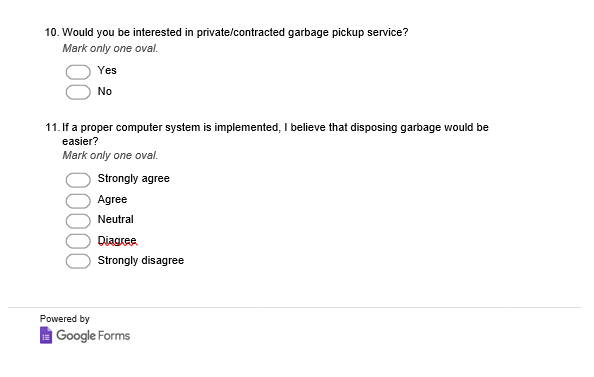 10. Would you be interested in private/contracted garbage pickup service?
Mark only one oval.
Yes
No
11. If a proper computer system is implemented, I believe that disposing garbage would be
easier?
Mark only one oval.
Strongly agree
Agree
Neutral
Diagree
Strongly disagree
Powered by
Google Forms